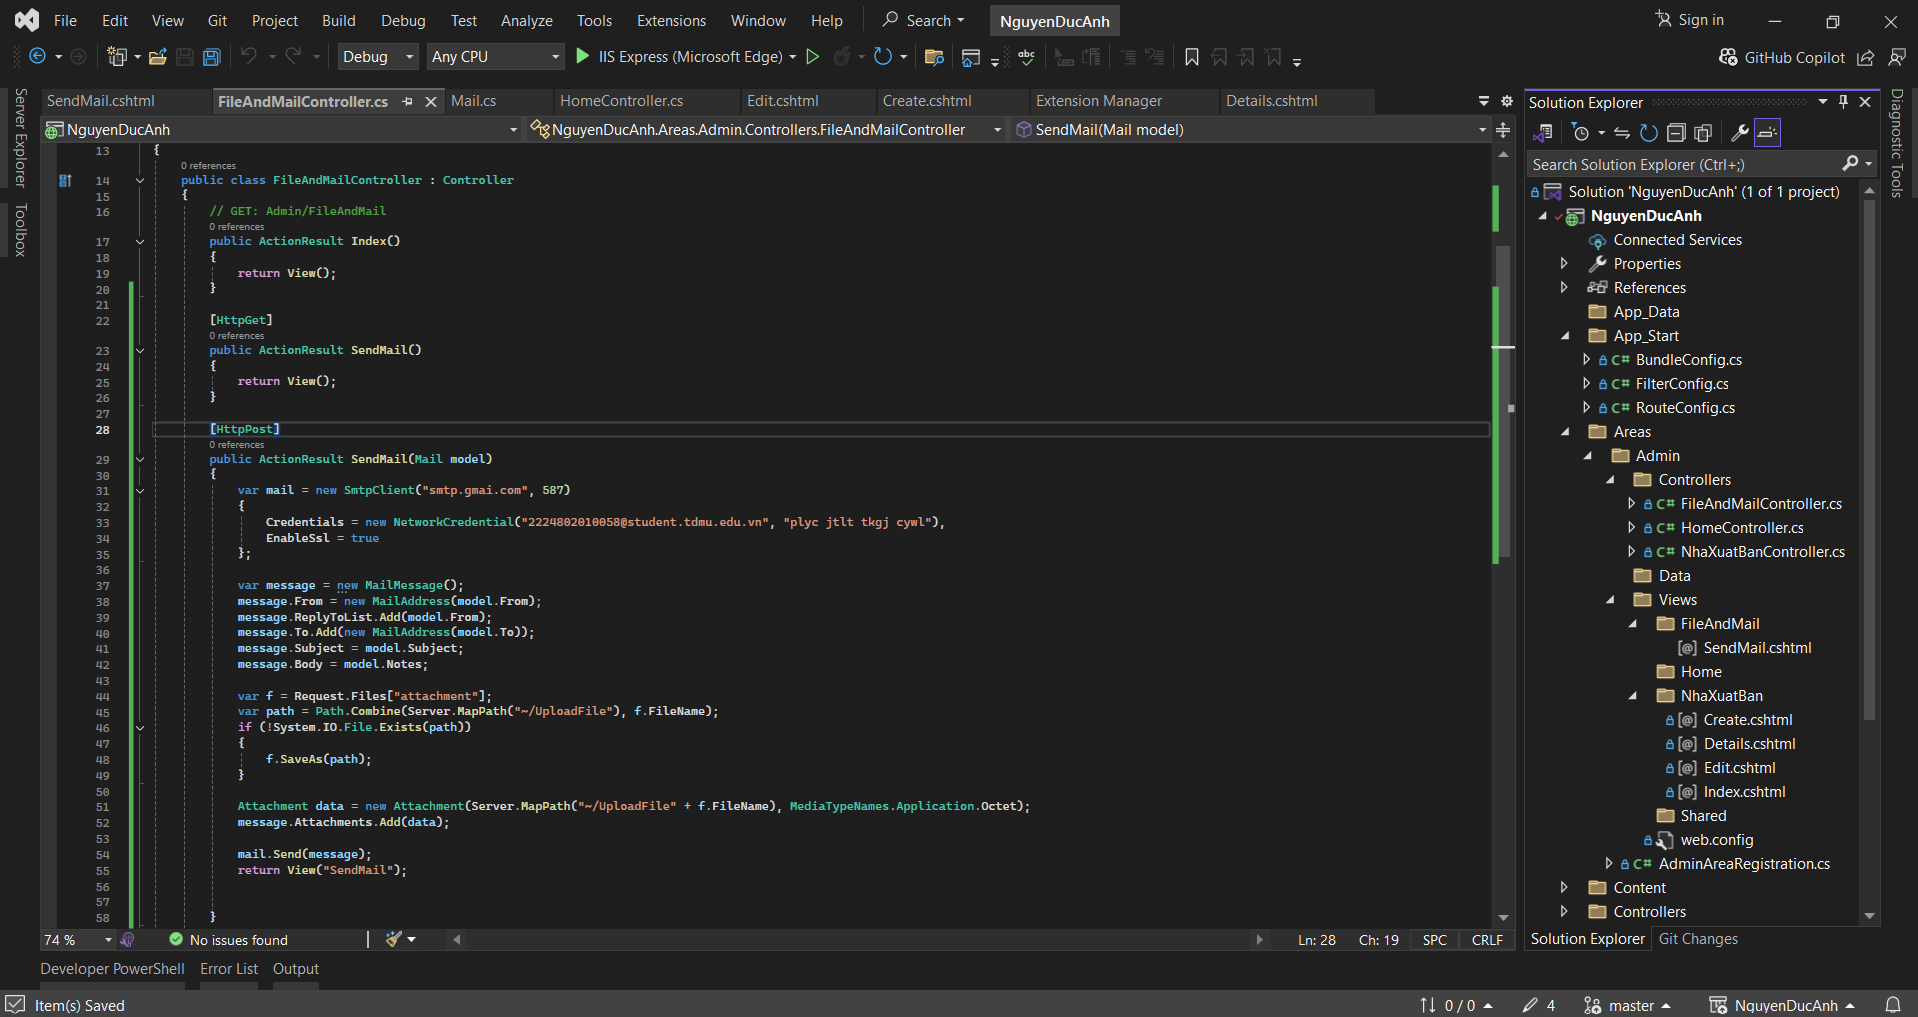 File Edit View Git Project Build Debug Test Analyze Tools Extensions Window Help Search NguyenDucAnh Sign in
Debug Any CPU IIS Express (Microsoft Edge) abc GitHub Copilot
Server Explorer
Toolbox
SendMail.cshtml FileAndMailController.cs Mail.cs HomeController.cs Edit.cshtml Create.cshtml Extension Manager Details.cshtml
NguyenDucAnh NguyenDucAnh.Areas.Admin.Controllers.FileAndMailController SendMail(Mail model)
13 {
0 references
14 public class FileAndMailController : Controller
15 {
16 // GET: Admin/FileAndMail
0 references
17 public ActionResult Index()
18 {
19 return View();
20 }
21
22 [HttpGet]
0 references
23 public ActionResult SendMail()
24 {
25 return View();
26 }
27
28 [HttpPost]
0 references
29 public ActionResult SendMail(Mail model)
30 {
31 var mail = new SmtpClient("smtp.gmai.com", 587)
32 {
33 Credentials = new NetworkCredential("2224802010058@student.tdmu.edu.vn", "plyc jtlt tkgj cywl"),
34 EnableSsl = true
35 };
36
37 var message = new MailMessage();
38 message.From = new MailAddress(model.From);
39 message.ReplyToList.Add(model.From);
40 message.To.Add(new MailAddress(model.To));
41 message.Subject = model.Subject;
42 message.Body = model.Notes;
43
44 var f = Request.Files["attachment"];
45 var path = Path.Combine(Server.MapPath("~/UploadFile"), f.FileName);
46 if (!System.IO.File.Exists(path))
47 {
48 f.SaveAs(path);
49 }
50
51 Attachment data = new Attachment(Server.MapPath("~/UploadFile" + f.FileName), MediaTypeNames.Application.Octet);
52 message.Attachments.Add(data);
53
54 mail.Send(message);
55 return View("SendMail");
56
57
58 }
74 % No issues found Ln: 28 Ch: 19 SPC CRLF
Developer PowerShell Error List Output
Solution Explorer
Search Solution Explorer (Ctrl+;)
Solution 'NguyenDucAnh' (1 of 1 project)
NguyenDucAnh
Connected Services
Properties
References
App_Data
App_Start
C# BundleConfig.cs
C# FilterConfig.cs
C# RouteConfig.cs
Areas
Admin
Controllers
C# FileAndMailController.cs
C# HomeController.cs
C# NhaXuatBanController.cs
Data
Views
FileAndMail
[@] SendMail.cshtml
Home
NhaXuatBan
[@] Create.cshtml
[@] Details.cshtml
[@] Edit.cshtml
[@] Index.cshtml
Shared
web.config
C# AdminAreaRegistration.cs
Content
Controllers
Solution Explorer Git Changes
Diagnostic Tools
Item(s) Saved 0 / 0 4 master NguyenDucAnh